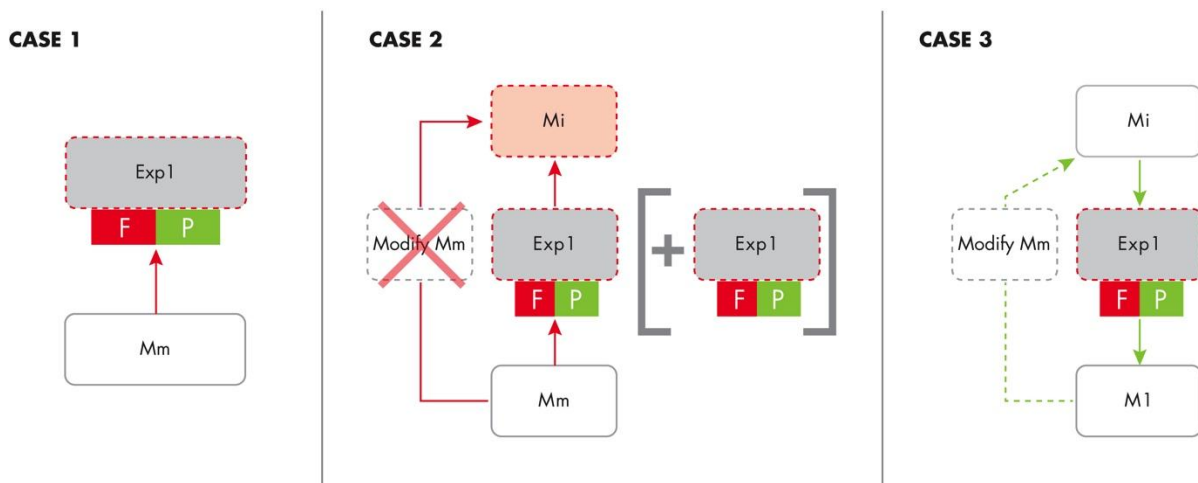 CASE 1
Exp1
F P
Mm
CASE 2
Mi
Modify Mm
Exp1
F P
+
Exp1
F P
Mm
CASE 3
Mi
Modify Mm
Exp1
F P
M1